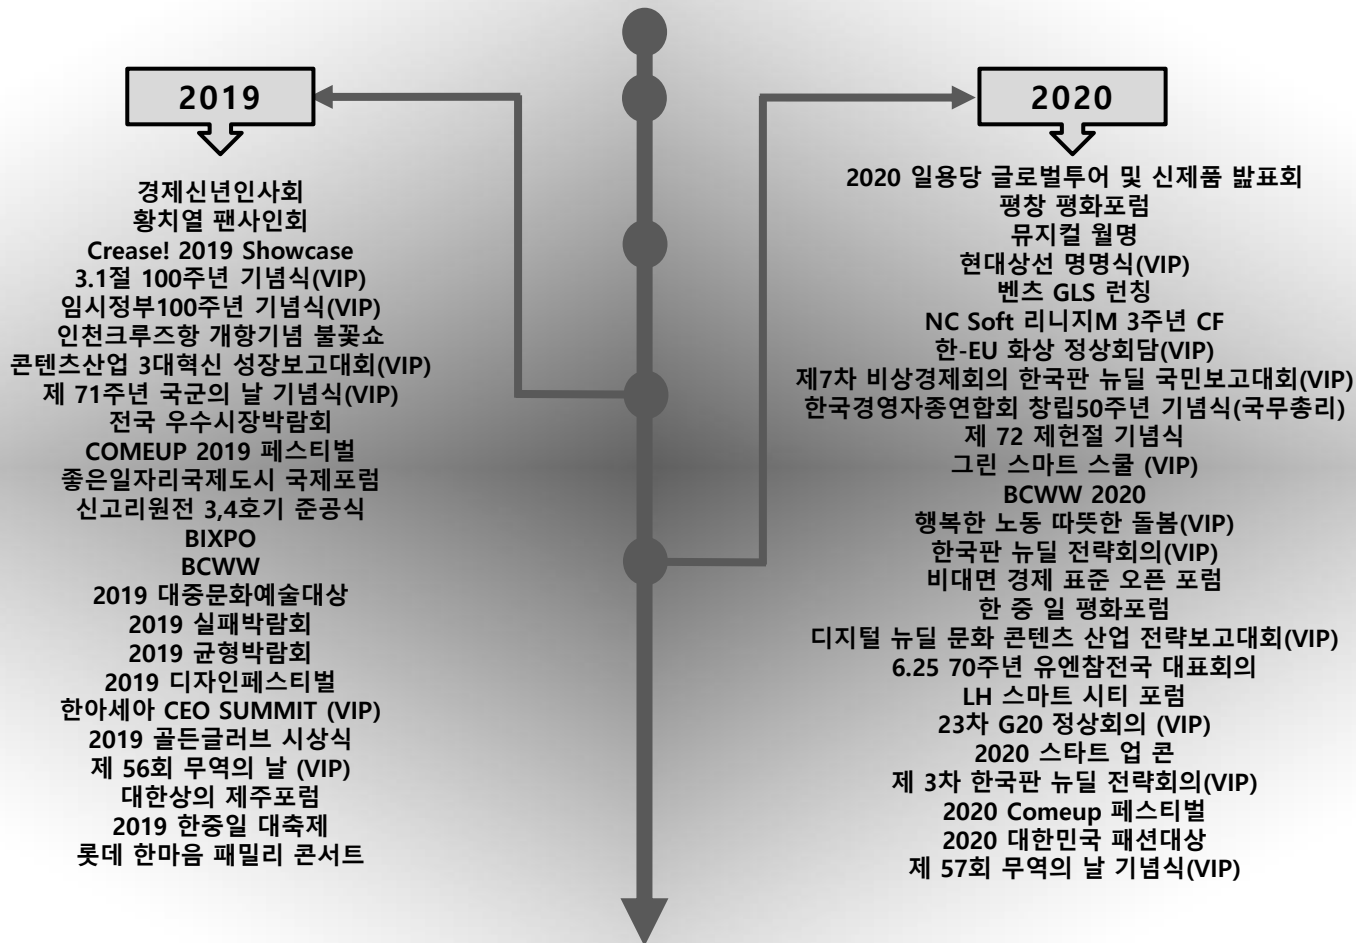 2019
경제신년인사회
황치열 팬사인회
Crease! 2019 Showcase
3.1절 100주년 기념식(VIP)
임시정부100주년 기념식(VIP)
인천크루즈항 개항기념 불꽃쇼
콘텐츠산업 3대혁신 성장보고대회(VIP)
제 71주년 국군의 날 기념식(VIP)
전국 우수시장박람회
COMEUP 2019 페스티벌
좋은일자리국제도시 국제포럼
신고리원전 3,4호기 준공식
BIXPO
BCWW
2019 대중문화예술대상
2019 실패박람회
2019 균형박람회
2019 디자인페스티벌
한아세아 CEO SUMMIT (VIP)
2019 골든글러브 시상식
제 56회 무역의 날 (VIP)
대한상의 제주포럼
2019 한중일 대축제
롯데 한마음 패밀리 콘서트
2020
2020 일용당 글로벌투어 및 신제품 밢표회
평창 평화포럼
뮤지컬 월명
현대상선 명명식(VIP)
벤츠 GLS 런칭
NC Soft 리니지M 3주년 CF
한-EU 화상 정상회담(VIP)
제7차 비상경제회의 한국판 뉴딜 국민보고대회(VIP)
한국경영자종연합회 창립50주년 기념식(국무총리)
제 72 제헌절 기념식
그린 스마트 스쿨 (VIP)
BCWW 2020
행복한 노동 따뜻한 돌봄(VIP)
한국판 뉴딜 전략회의(VIP)
비대면 경제 표준 오픈 포럼
한 중 일 평화포럼
디지털 뉴딜 문화 콘텐츠 산업 전략보고대회(VIP)
6.25 70주년 유엔참전국 대표회의
LH 스마트 시티 포럼
23차 G20 정상회의 (VIP)
2020 스타트 업 콘
제 3차 한국판 뉴딜 전략회의(VIP)
2020 Comeup 페스티벌
2020 대한민국 패션대상
제 57회 무역의 날 기념식(VIP)